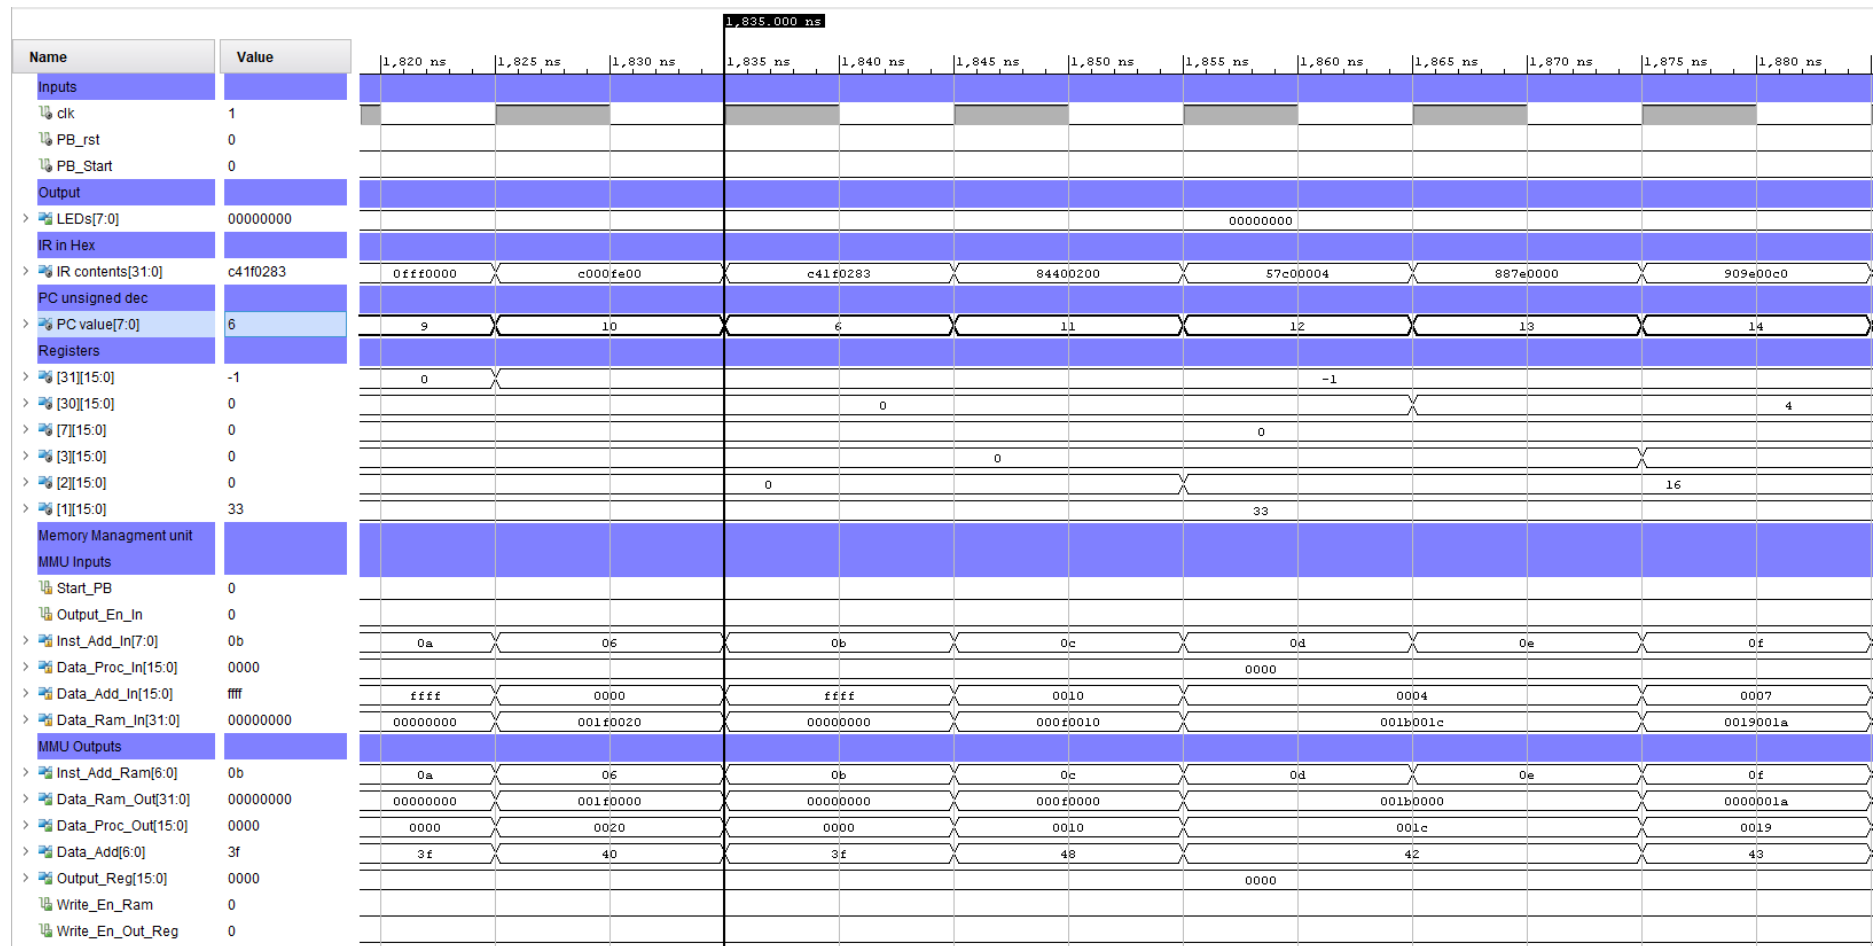 1,835.000 ns
Name Value 1,820 ns 1,825 ns 1,830 ns 1,835 ns 1,840 ns 1,845 ns 1,850 ns 1,855 ns 1,860 ns 1,865 ns 1,870 ns 1,875 ns 1,880 ns
Inputs
clk 1
PB_rst 0
PB_Start 0
Output
LEDs[7:0] 00000000 00000000
IR in Hex
IR contents[31:0] c41f0283 0fff0000 c000fe00 c41f0283 84400200 57c00004 887e0000 909e00c0
PC unsigned dec
PC value[7:0] 6 9 10 6 11 12 13 14
Registers
[31][15:0] -1 0 -1
[30][15:0] 0 0 4
[7][15:0] 0 0
[3][15:0] 0 0
[2][15:0] 0 0 16
[1][15:0] 33 33
Memory Managment unit
MMU Inputs
Start_PB 0
Output_En_In 0
Inst_Add_In[7:0] 0b 0a 06 0b 0c 0d 0e 0f
Data_Proc_In[15:0] 0000 0000
Data_Add_In[15:0] ffff ffff 0000 ffff 0010 0004 0007
Data_Ram_In[31:0] 00000000 00000000 001f0020 00000000 000f0010 001b001c 0019001a
MMU Outputs
Inst_Add_Ram[6:0] 0b 0a 06 0b 0c 0d 0e 0f
Data_Ram_Out[31:0] 00000000 00000000 001f0000 00000000 000f0000 001b0000 0000001a
Data_Proc_Out[15:0] 0000 0000 0020 0000 0010 001c 0019
Data_Add[6:0] 3f 3f 40 3f 48 42 43
Output_Reg[15:0] 0000 0000
Write_En_Ram 0
Write_En_Out_Reg 0